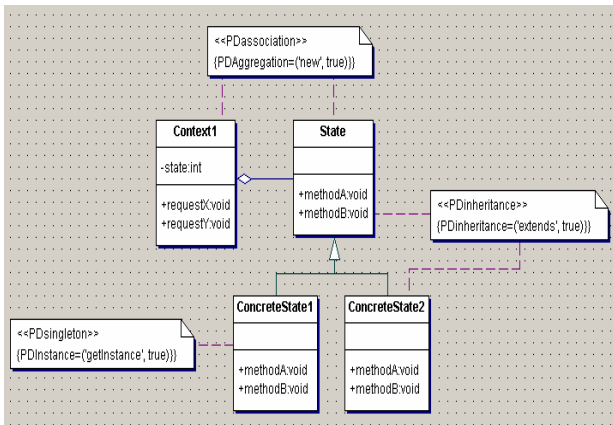 <<PDassociation>>
{PDAggregation=('new', true)}}
Context1
-state:int
+requestX:void
+requestY:void
State
+methodA:void
+methodB:void
<<PDinheritance>>
{PDinheritance=('extends', true)}}
<<PDsingleton>>
{PDInstance=('getInstance', true)}}
ConcreteState1
+methodA:void
+methodB:void
ConcreteState2
+methodA:void
+methodB:void